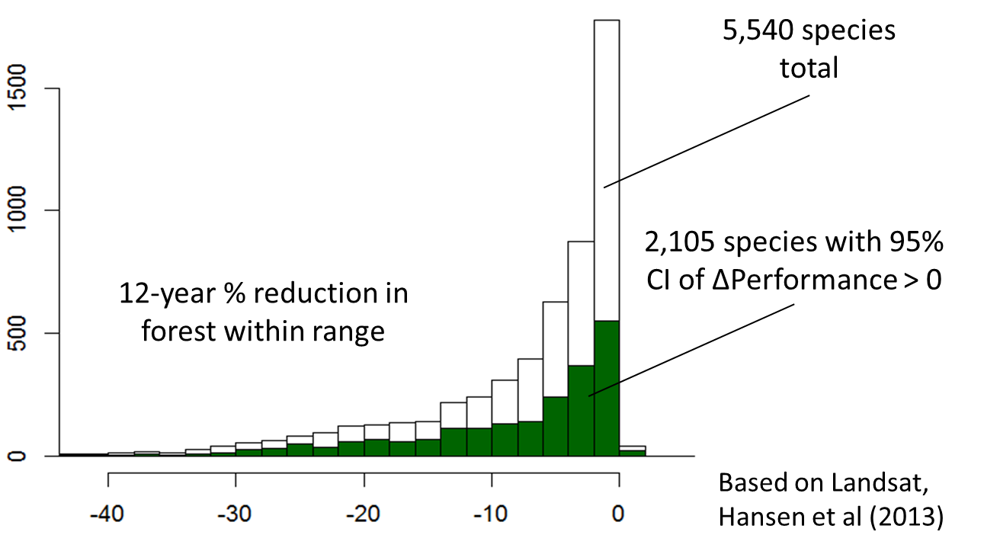 5,540 species
total
1500
1000
2,105 species with 95%
CI of ΔPerformance > 0
12-year % reduction in
forest within range
500
0
-40 -30 -20 -10 0
Based on Landsat,
Hansen et al (2013)